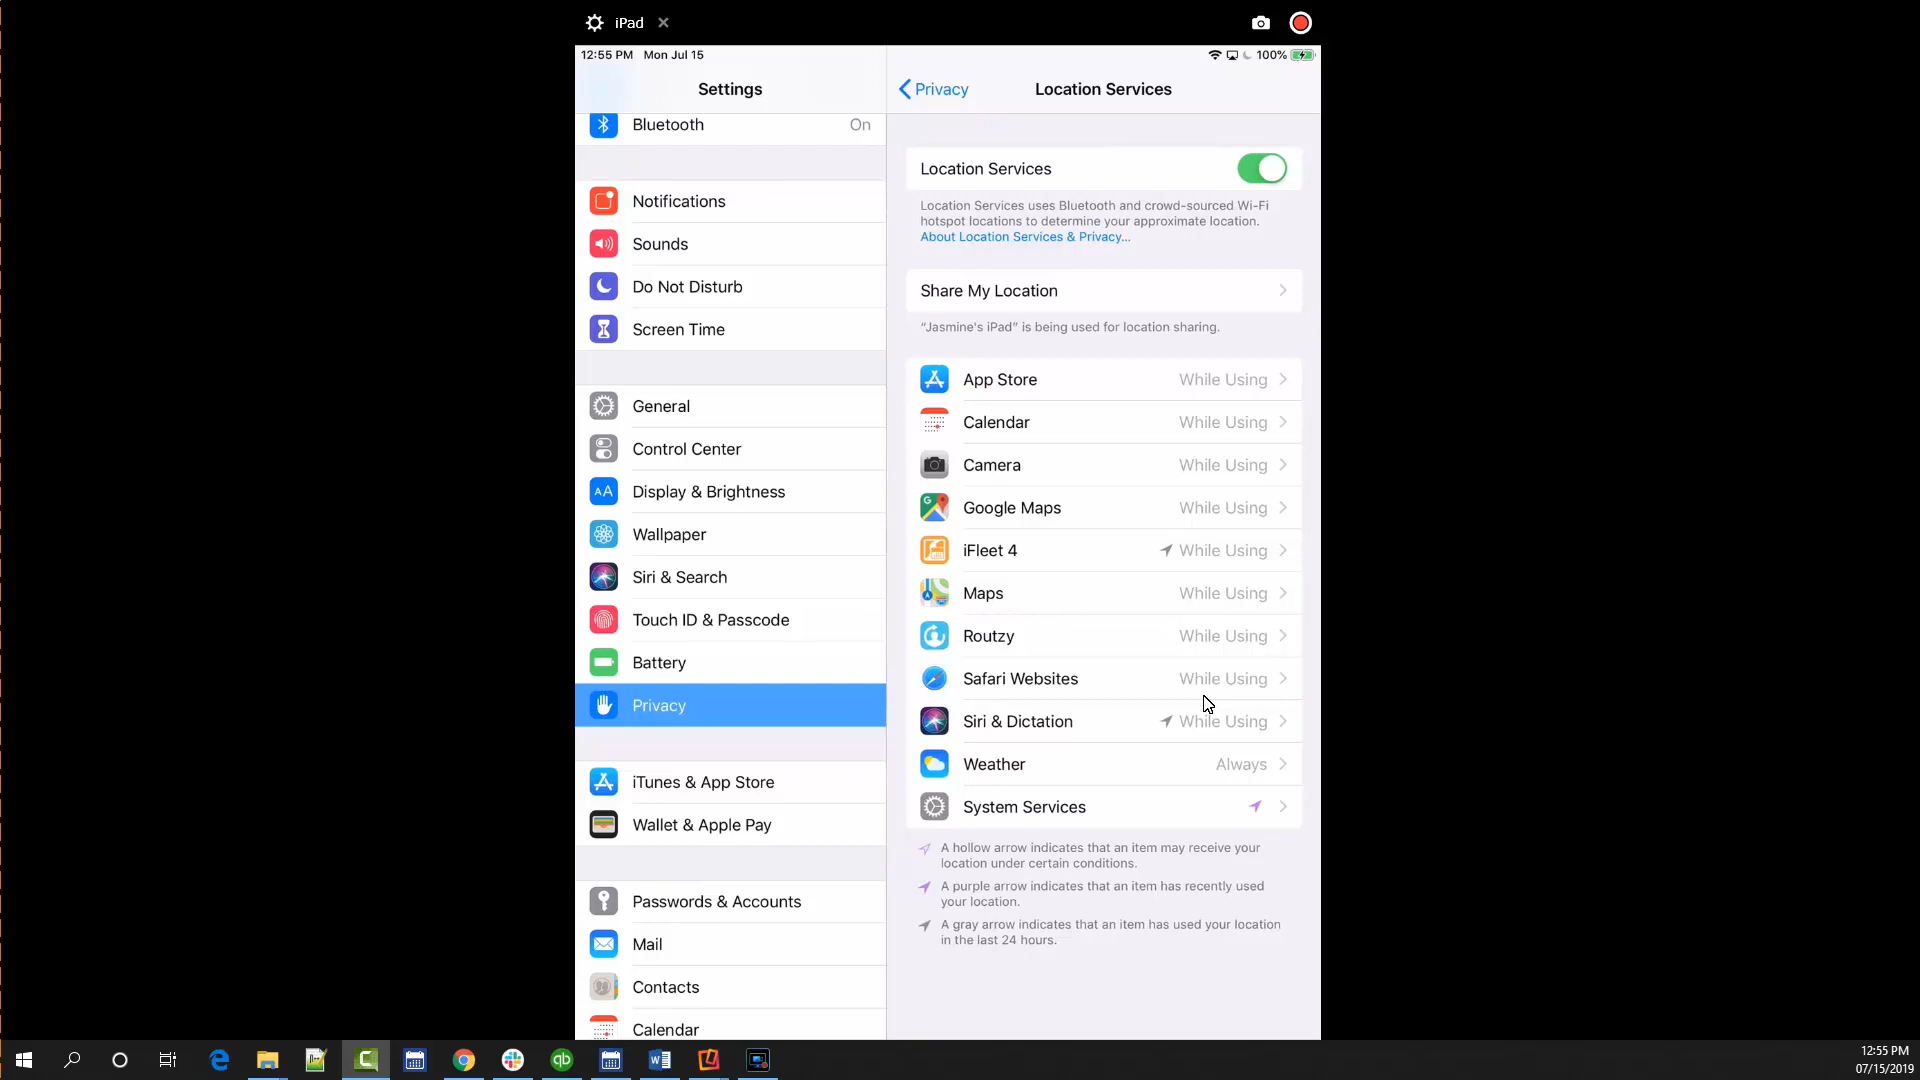 iPad
12:55 PM Mon Jul 15
100%
Settings
Bluetooth On
Notifications
Sounds
Do Not Disturb
Screen Time
General
Control Center
AA Display & Brightness
Wallpaper
Siri & Search
Touch ID & Passcode
Battery
Privacy
iTunes & App Store
Wallet & Apple Pay
Passwords & Accounts
Mail
Contacts
Calendar
Privacy
Location Services
Location Services
Location Services uses Bluetooth and crowd-sourced Wi-Fi
hotspot locations to determine your approximate location.
About Location Services & Privacy...
Share My Location
“Jasmine's iPad” is being used for location sharing.
App Store While Using
Calendar While Using
Camera While Using
Google Maps While Using
iFleet 4 While Using
Maps While Using
Routzy While Using
Safari Websites While Using
Siri & Dictation While Using
Weather Always
System Services
A hollow arrow indicates that an item may receive your
location under certain conditions.
A purple arrow indicates that an item has recently used
your location.
A gray arrow indicates that an item has used your location
in the last 24 hours.
12:55 PM
07/15/2019